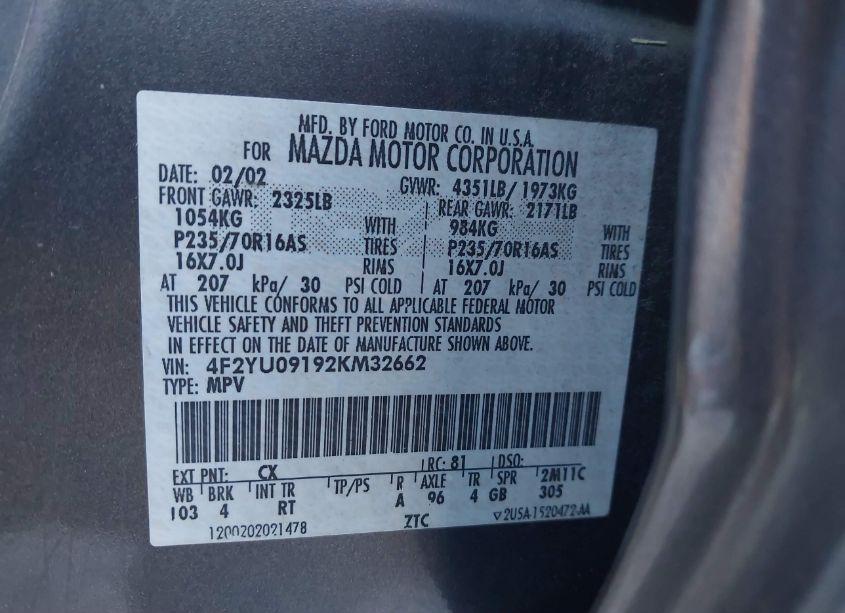 MFD. BY FORD MOTOR CO. IN U.S.A.
FOR MAZDA MOTOR CORPORATION
DATE: 02/02 GVWR: 4351LB/ 1973KG
FRONT GAWR: 2325LB REAR GAWR: 2171LB
1054KG WITH 984KG WITH
P235/70R16AS TIRES P235/70R16AS TIRES
16X7.0J RIMS 16X7.0J RIMS
AT 207 kPa/ 30 PSI COLD AT 207 kPa/ 30 PSI COLD
THIS VEHICLE CONFORMS TO ALL APPLICABLE FEDERAL MOTOR
VEHICLE SAFETY AND THEFT PREVENTION STANDARDS
IN EFFECT ON THE DATE OF MANUFACTURE SHOWN ABOVE.
VIN: 4F2YU09192KM32662
TYPE: MPV
EXT PNT: CX RC: 81 DSO:
WB BRK INT TR TP/PS R AXLE TR SPR 2M11C
103 4 RT A 96 4 GB 305
1200202021478 ZTC 2USA-1520472-AA